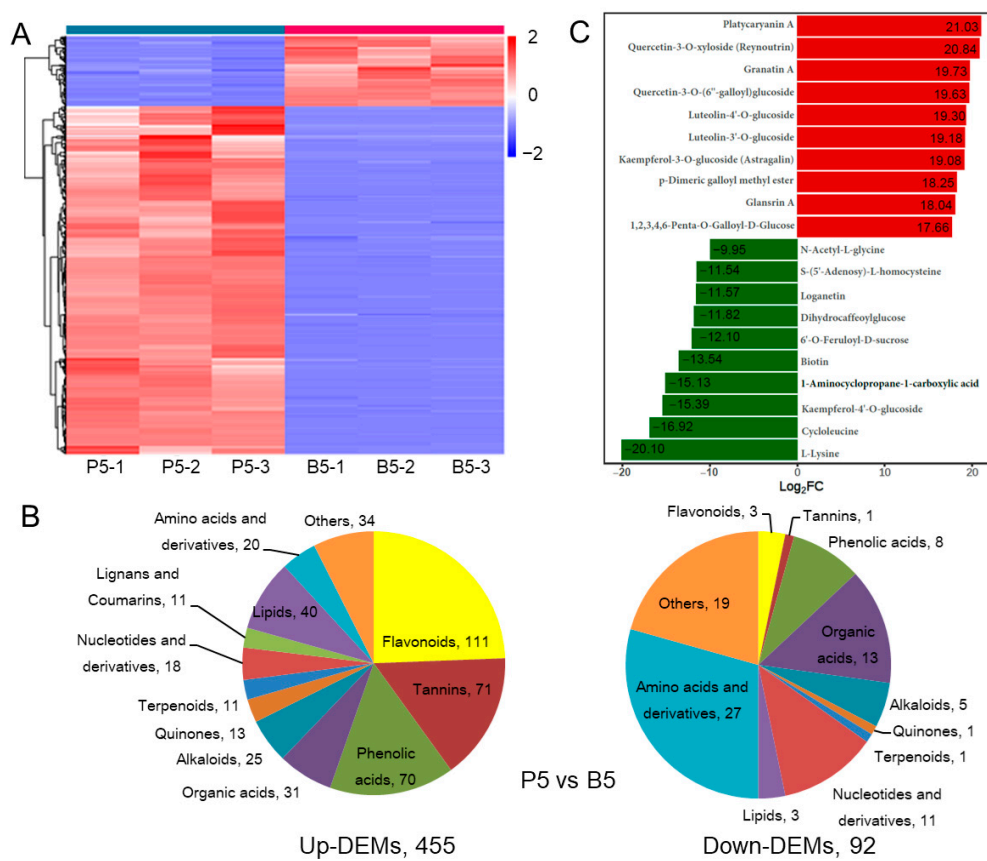 A
2
0
−2
P5-1 P5-2 P5-3 B5-1 B5-2 B5-3
C
Platycaryanin A 21.03
Quercetin-3-O-xyloside (Reynoutrin) 20.84
Granatin A 19.73
Quercetin-3-O-(6"-galloyl)glucoside 19.63
Luteolin-4'-O-glucoside 19.30
Luteolin-3'-O-glucoside 19.18
Kaempferol-3-O-glucoside (Astragalin) 19.08
p-Dimeric galloyl methyl ester 18.25
Glansrin A 18.04
1,2,3,4,6-Penta-O-Galloyl-D-Glucose 17.66
−9.95 N-Acetyl-L-glycine
−11.54 S-(5'-Adenosy)-L-homocysteine
−11.57 Loganetin
−11.82 Dihydrocaffeoylglucose
−12.10 6'-O-Feruloyl-D-sucrose
−13.54 Biotin
−15.13 1-Aminocyclopropane-1-carboxylic acid
−15.39 Kaempferol-4'-O-glucoside
−16.92 Cycloleucine
−20.10 L-Lysine
−20 −10 0 10 20
Log2FC
B
Others, 34
Amino acids and
derivatives, 20
Lignans and
Coumarins, 11
Lipids, 40
Flavonoids, 111
Nucleotides and
derivatives, 18
Tannins, 71
Terpenoids, 11
Quinones, 13
Alkaloids, 25
Phenolic
acids, 70
Organic acids, 31
Up-DEMs, 455
P5 vs B5
Flavonoids, 3
Tannins, 1
Phenolic acids, 8
Others, 19
Organic
acids, 13
Amino acids and
derivatives, 27
Alkaloids, 5
Quinones, 1
Terpenoids, 1
Nucleotides and
derivatives, 11
Lipids, 3
Down-DEMs, 92